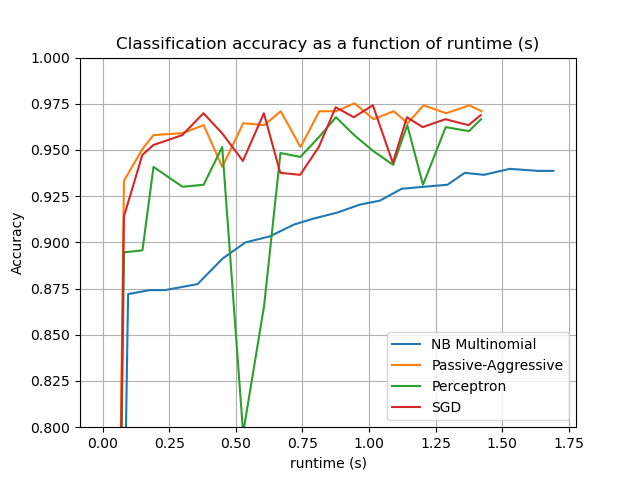 Classification accuracy as a function of runtime (s)
1.000
0.975
0.950
0.925
0.900
0.875
0.850
0.825
0.800
Accuracy
NB Multinomial
Passive-Aggressive
Perceptron
SGD
0.00 0.25 0.50 0.75 1.00 1.25 1.50 1.75
runtime (s)